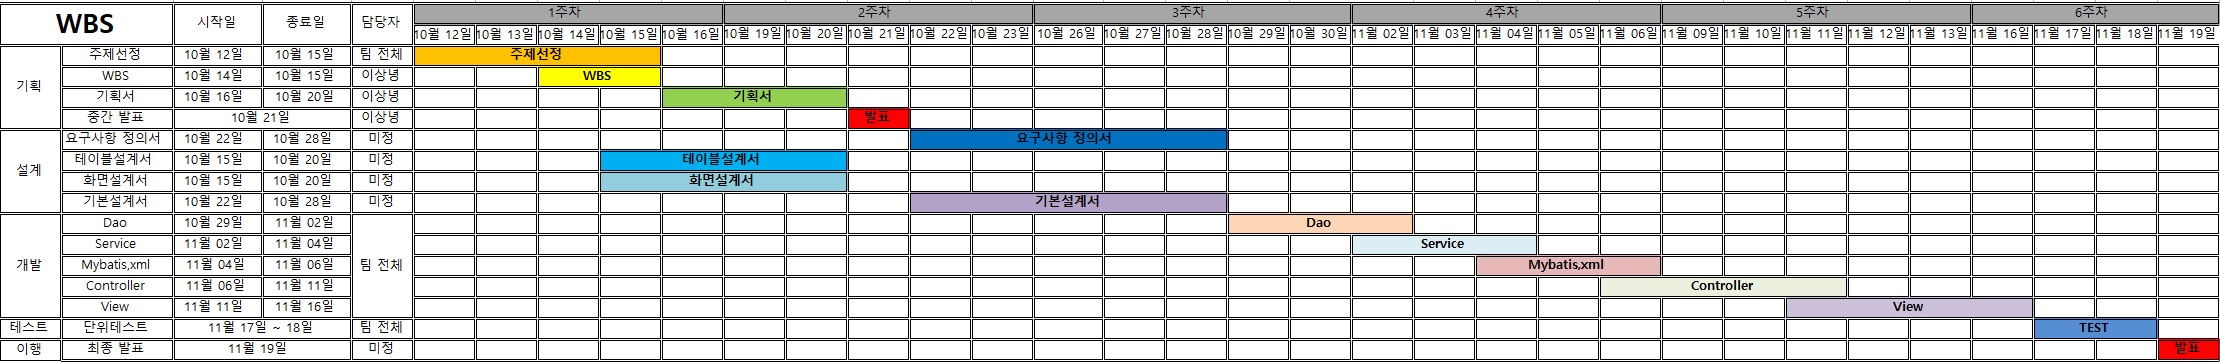 WBS 시작일 종료일 담당자 1주차 2주차 3주차 4주차 5주차 6주차
10월 12일 10월 13일 10월 14일 10월 15일 10월 16일 10월 19일 10월 20일 10월 21일 10월 22일 10월 23일 10월 26일 10월 27일 10월 28일 10월 29일 10월 30일 11월 02일 11월 03일 11월 04일 11월 05일 11월 06일 11월 09일 11월 10일 11월 11일 11월 12일 11월 13일 11월 16일 11월 17일 11월 18일 11월 19일
기획 주제선정 10월 12일 10월 15일 팀 전체 주제선정
WBS 10월 14일 10월 15일 이상녕 WBS
기획서 10월 16일 10월 20일 이상녕 기획서
중간 발표 10월 21일 이상녕 발표
설계 요구사항 정의서 10월 22일 10월 28일 미정 요구사항 정의서
테이블설계서 10월 15일 10월 20일 미정 테이블설계서
화면설계서 10월 15일 10월 20일 미정 화면설계서
기본설계서 10월 22일 10월 28일 미정 기본설계서
개발 Dao 10월 29일 11월 02일 팀 전체 Dao
Service 11월 02일 11월 04일 Service
Mybatis,xml 11월 04일 11월 06일 Mybatis,xml
Controller 11월 06일 11월 11일 Controller
View 11월 11일 11월 16일 View
테스트 단위테스트 11월 17일 ~ 18일 팀 전체 TEST
이행 최종 발표 11월 19일 미정 발표